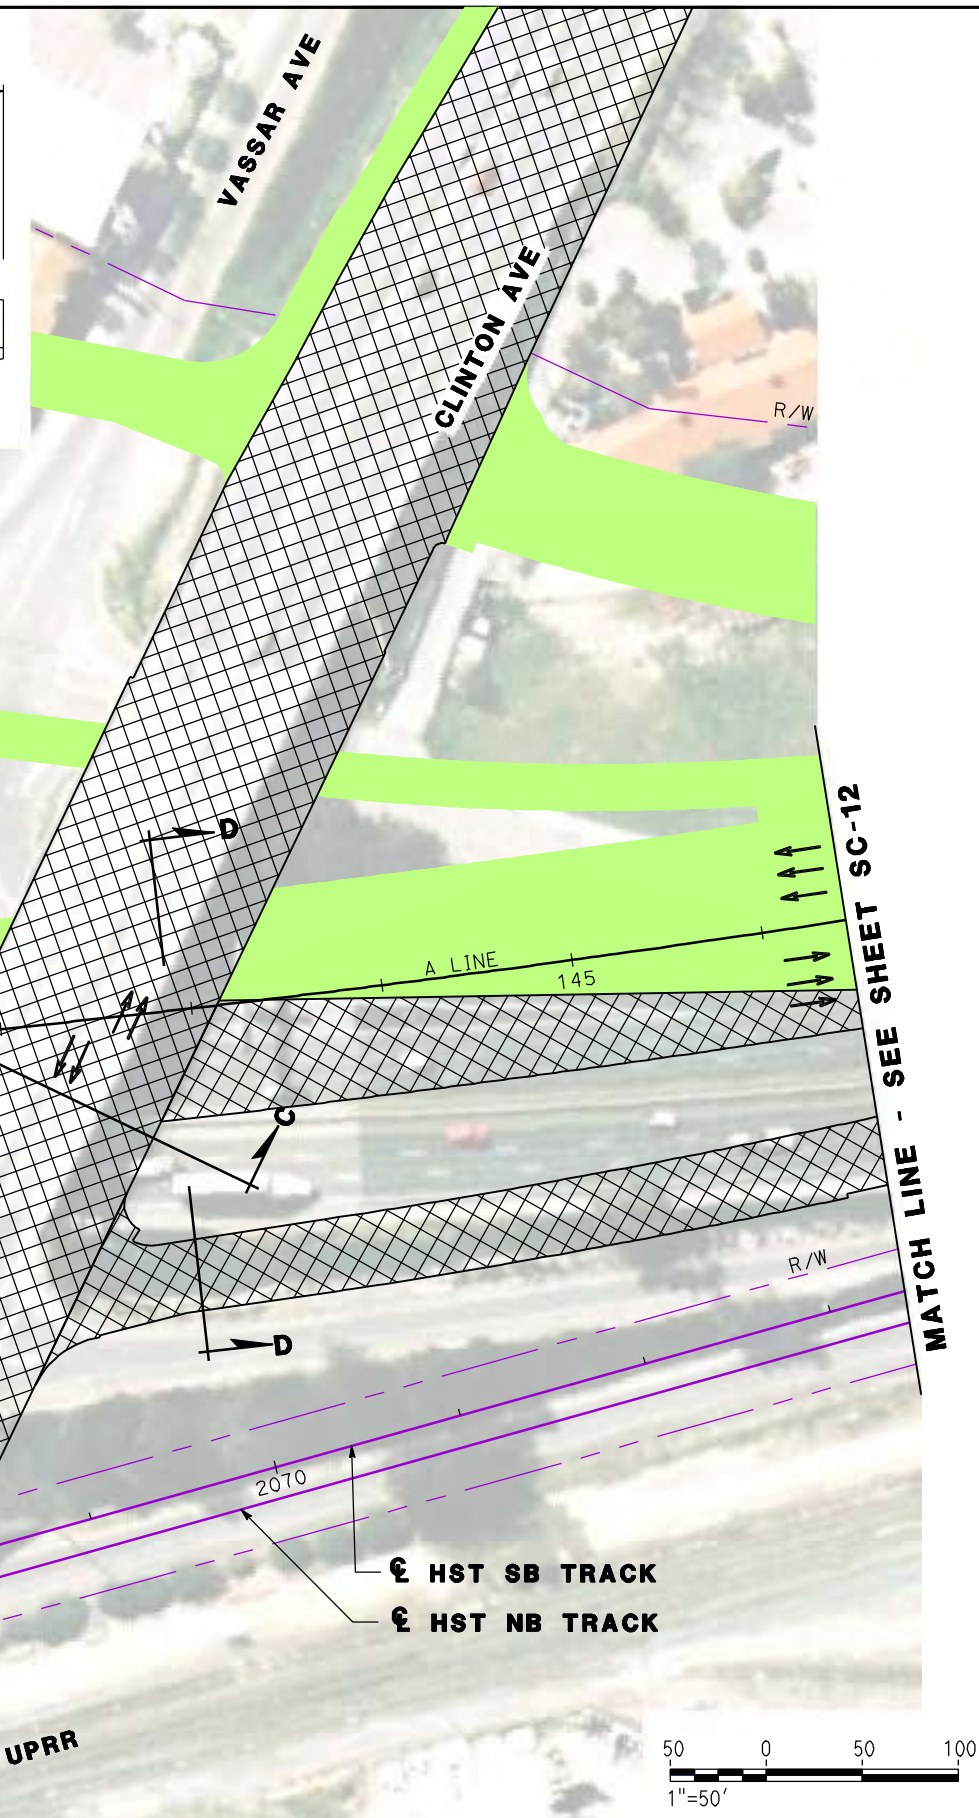 VASSAR AVE
CLINTON AVE
R/W
D
A LINE
145
MATCH LINE - SEE SHEET SC-12
C
R/W
D
2070
℄ HST SB TRACK
℄ HST NB TRACK
UPRR
50 0 50 100
1"=50'